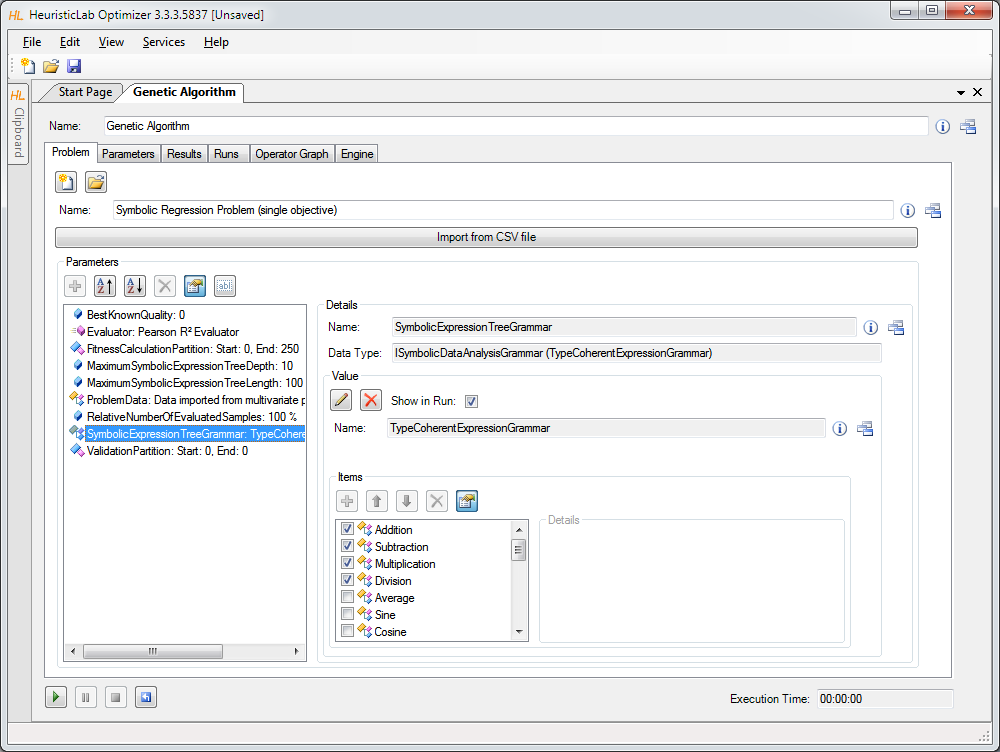 HL HeuristicLab Optimizer 3.3.3.5837 [Unsaved]
File Edit View Services Help
HL Clipboard
Start Page Genetic Algorithm
Name: Genetic Algorithm
Problem Parameters Results Runs Operator Graph Engine
Name: Symbolic Regression Problem (single objective)
Import from CSV file
Parameters
BestKnownQuality: 0
Evaluator: Pearson R² Evaluator
FitnessCalculationPartition: Start: 0, End: 250
MaximumSymbolicExpressionTreeDepth: 10
MaximumSymbolicExpressionTreeLength: 100
ProblemData: Data imported from multivariate p
RelativeNumberOfEvaluatedSamples: 100 %
SymbolicExpressionTreeGrammar: TypeCohere
ValidationPartition: Start: 0, End: 0
Details
Name: SymbolicExpressionTreeGrammar
Data Type: ISymbolicDataAnalysisGrammar (TypeCoherentExpressionGrammar)
Value
Show in Run:
Name: TypeCoherentExpressionGrammar
Items
Addition
Subtraction
Multiplication
Division
Average
Sine
Cosine
Details
Execution Time: 00:00:00